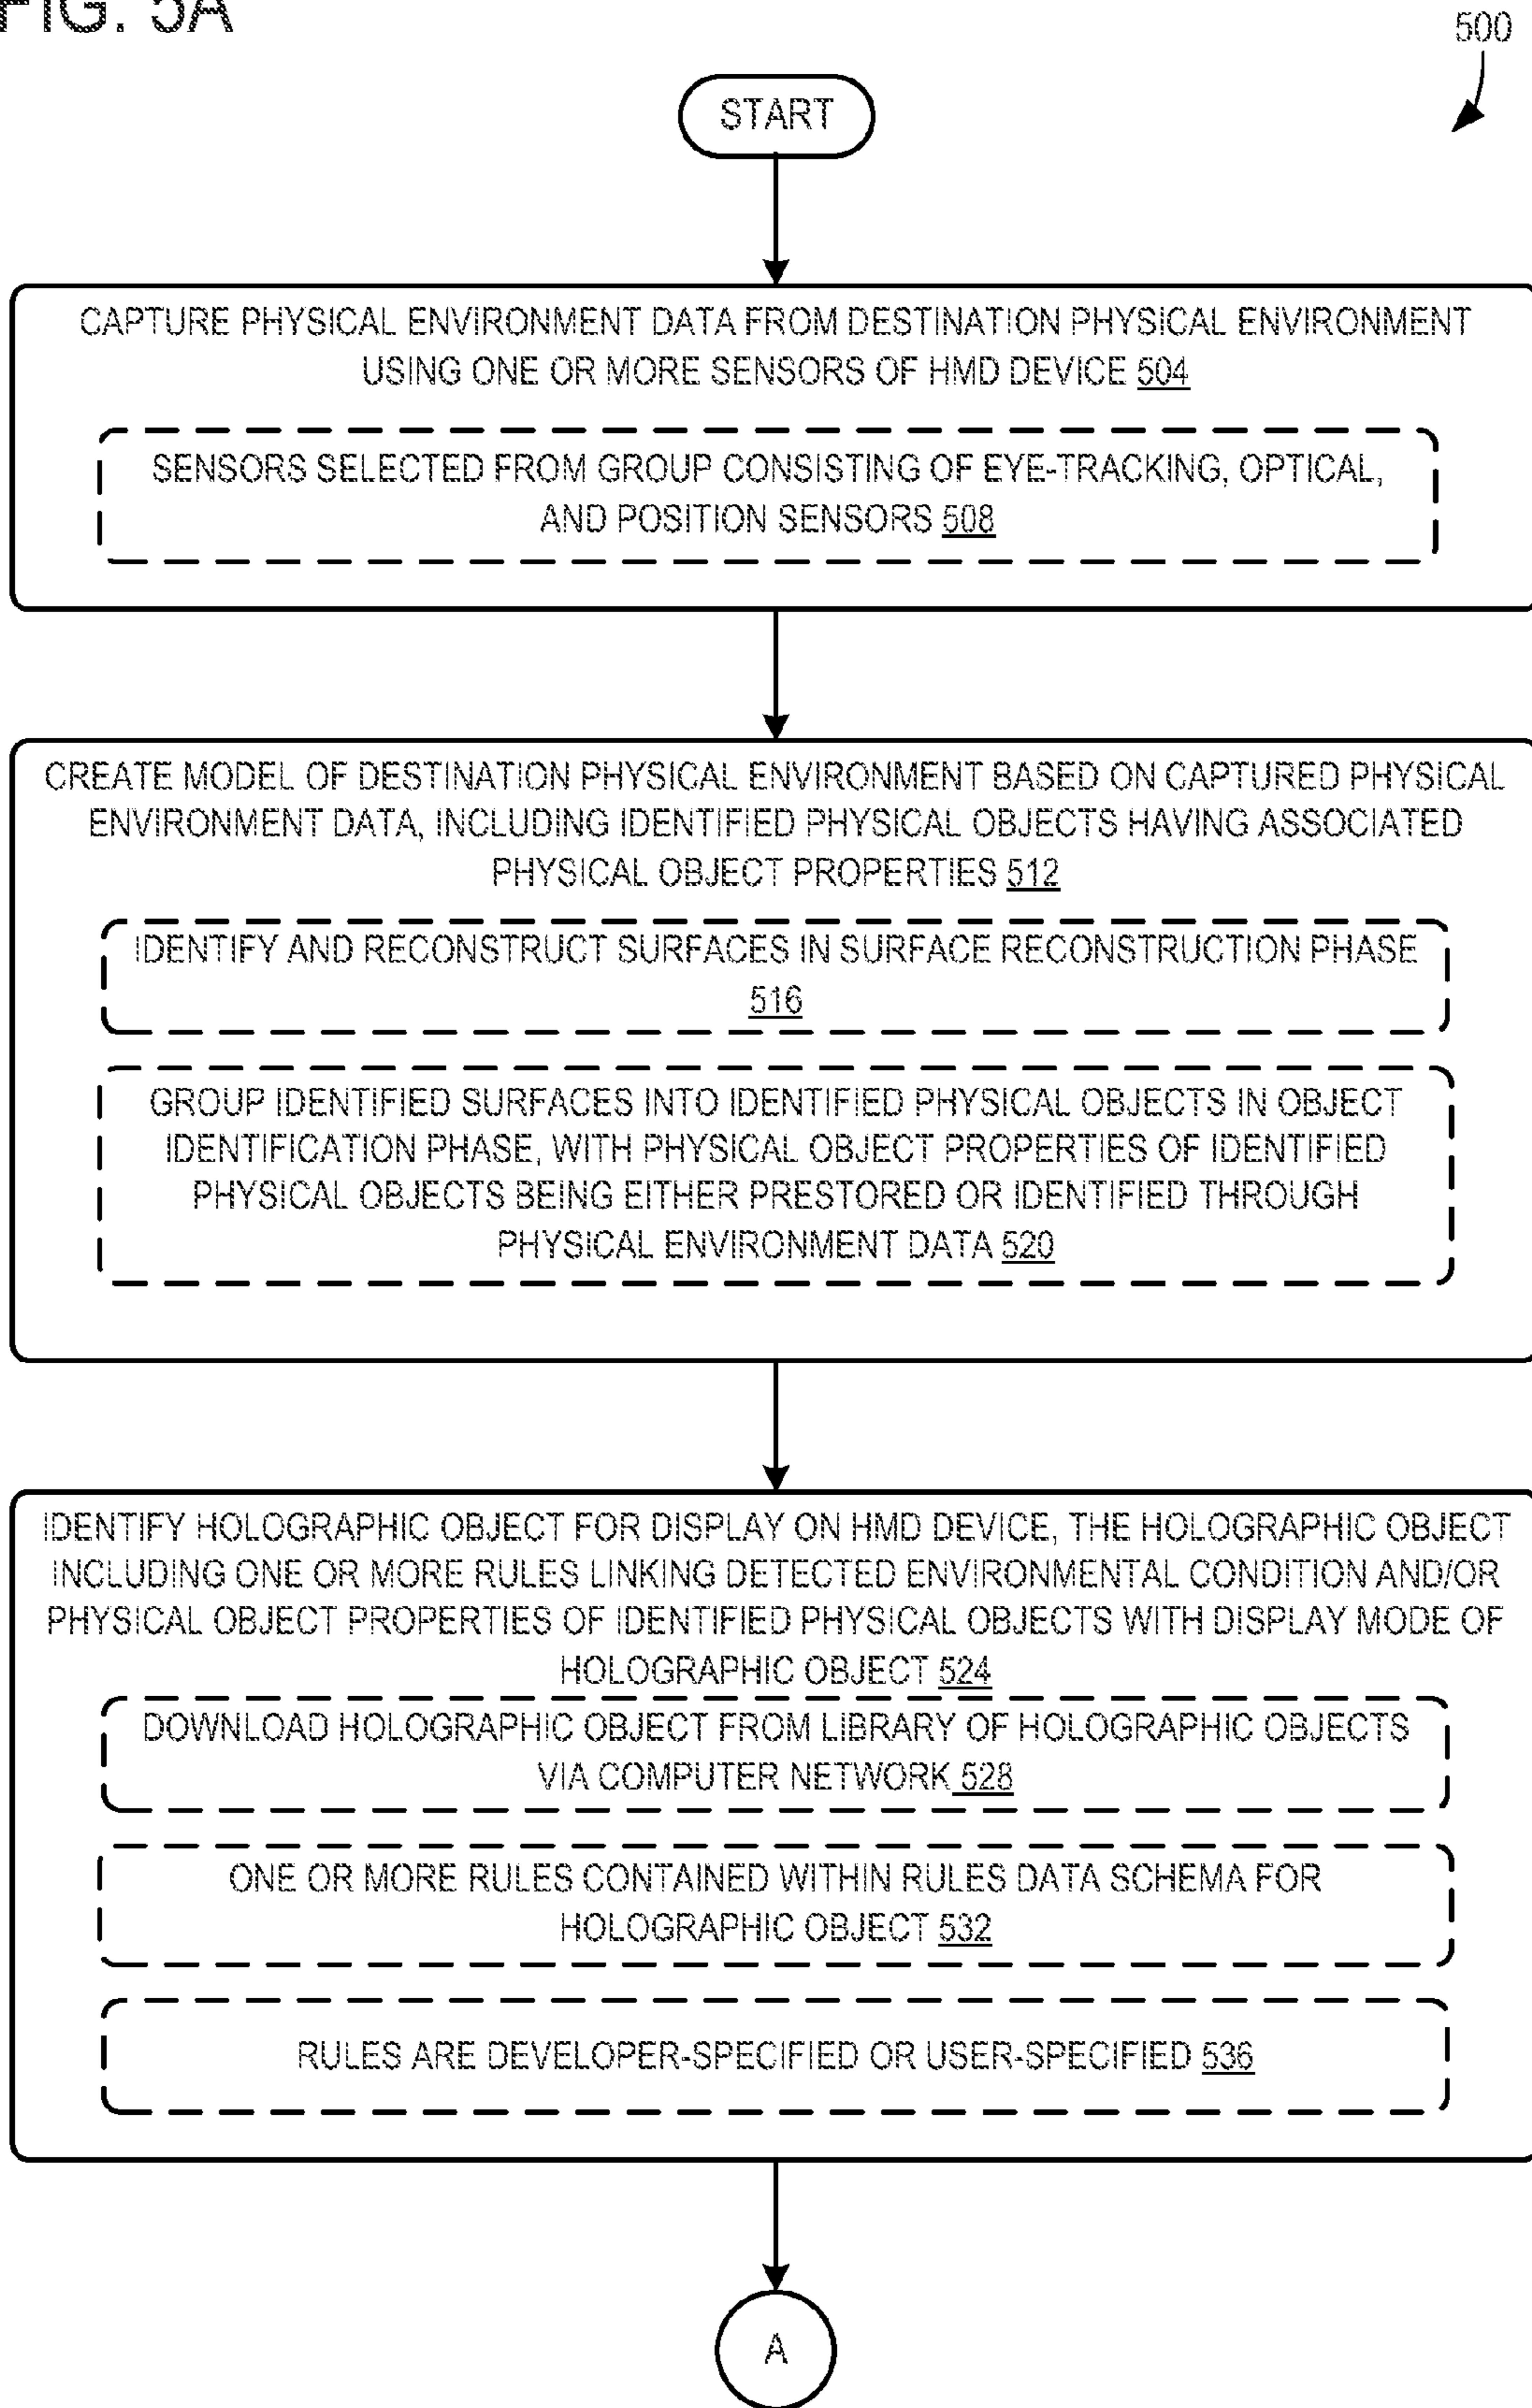 FIG. 5A
500
START
CAPTURE PHYSICAL ENVIRONMENT DATA FROM DESTINATION PHYSICAL ENVIRONMENT
USING ONE OR MORE SENSORS OF HMD DEVICE 504
SENSORS SELECTED FROM GROUP CONSISTING OF EYE-TRACKING, OPTICAL,
AND POSITION SENSORS 508
CREATE MODEL OF DESTINATION PHYSICAL ENVIRONMENT BASED ON CAPTURED PHYSICAL
ENVIRONMENT DATA, INCLUDING IDENTIFIED PHYSICAL OBJECTS HAVING ASSOCIATED
PHYSICAL OBJECT PROPERTIES 512
IDENTIFY AND RECONSTRUCT SURFACES IN SURFACE RECONSTRUCTION PHASE
516
GROUP IDENTIFIED SURFACES INTO IDENTIFIED PHYSICAL OBJECTS IN OBJECT
IDENTIFICATION PHASE, WITH PHYSICAL OBJECT PROPERTIES OF IDENTIFIED
PHYSICAL OBJECTS BEING EITHER PRESTORED OR IDENTIFIED THROUGH
PHYSICAL ENVIRONMENT DATA 520
IDENTIFY HOLOGRAPHIC OBJECT FOR DISPLAY ON HMD DEVICE, THE HOLOGRAPHIC OBJECT
INCLUDING ONE OR MORE RULES LINKING DETECTED ENVIRONMENTAL CONDITION AND/OR
PHYSICAL OBJECT PROPERTIES OF IDENTIFIED PHYSICAL OBJECTS WITH DISPLAY MODE OF
HOLOGRAPHIC OBJECT 524
DOWNLOAD HOLOGRAPHIC OBJECT FROM LIBRARY OF HOLOGRAPHIC OBJECTS
VIA COMPUTER NETWORK 528
ONE OR MORE RULES CONTAINED WITHIN RULES DATA SCHEMA FOR
HOLOGRAPHIC OBJECT 532
RULES ARE DEVELOPER-SPECIFIED OR USER-SPECIFIED 536
A